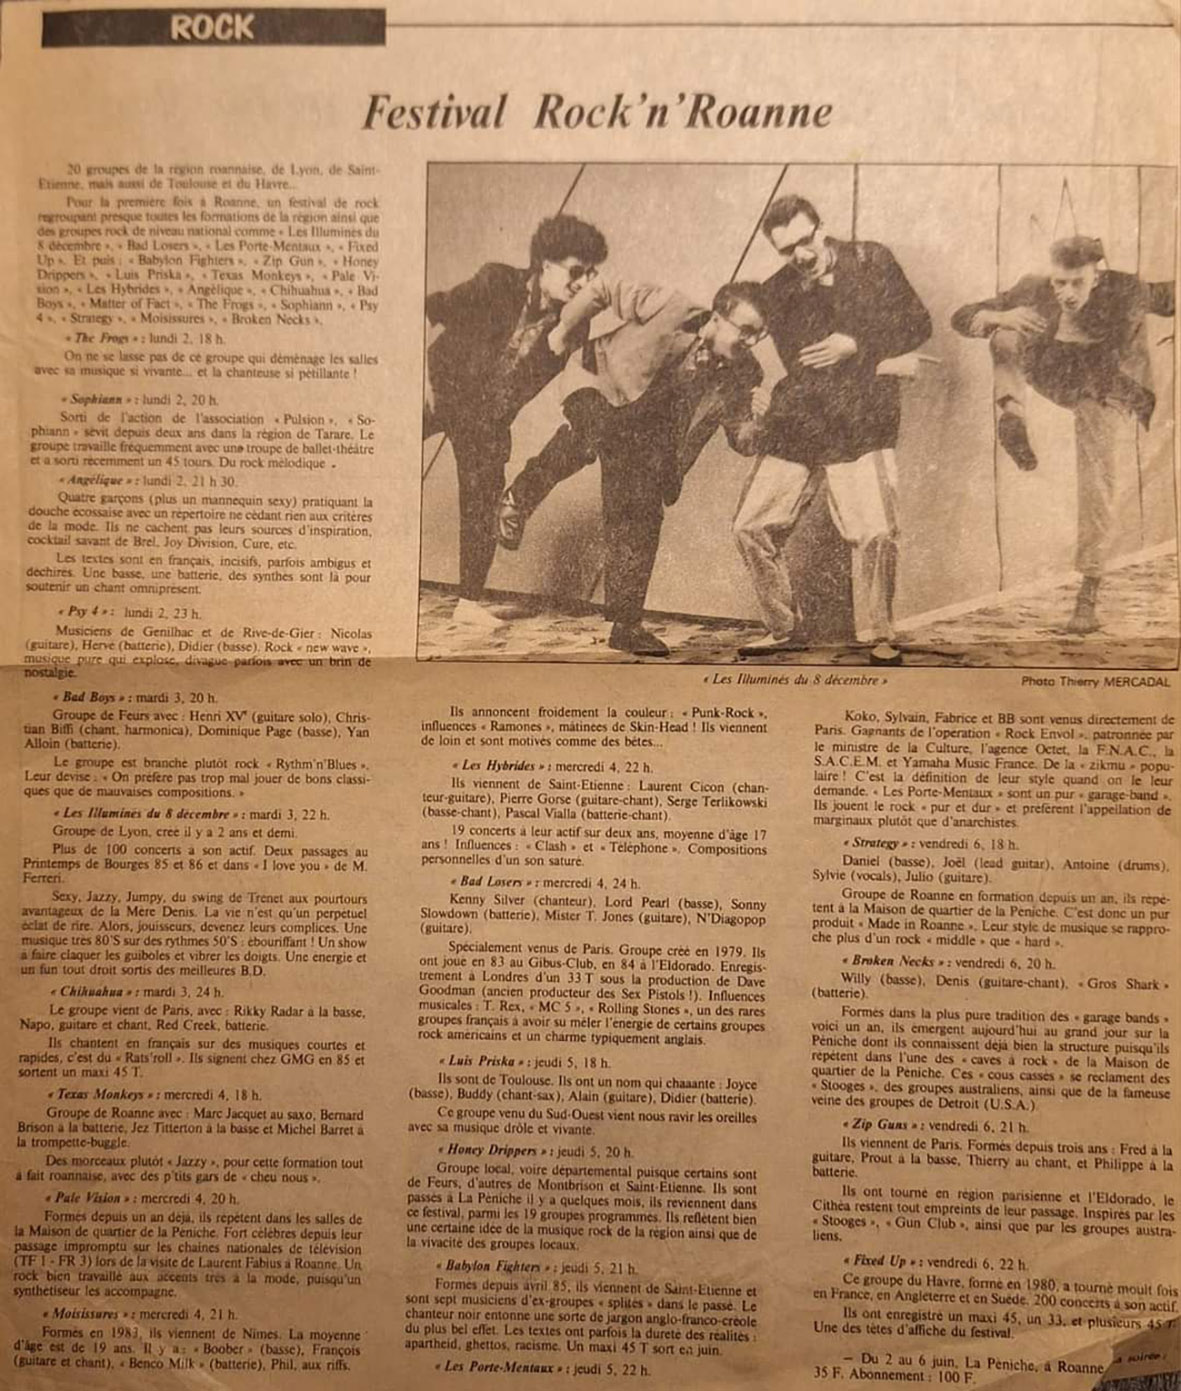 ROCK
Festival Rock'n'Roanne
20 groupes de la région roannaise, de Lyon, de Saint-
Etienne, mais aussi de Toulouse et du Havre...
Pour la première fois à Roanne, un festival de rock
regroupant presque toutes les formations de la région ainsi que
des groupes rock de niveau national comme « Les Illuminés du
8 décembre », « Bad Losers », « Les Porte-Mentaux », « Fixed
Up ». Et puis : « Babylon Fighters », « Zip Gun », « Honey
Drippers », « Luis Priska », « Texas Monkeys », « Pale Vi-
sion », « Les Hybrides », « Angélique », « Chihuahua », « Bad
Boys », « Matter of Fact », « The Frogs », « Sophiann », « Psy
4 », « Strategy », « Moisissures », « Broken Necks ».
« The Frogs » : lundi 2, 18 h.
On ne se lasse pas de ce groupe qui déménage les salles
avec sa musique si vivante... et la chanteuse si pétillante !
« Sophiann » : lundi 2, 20 h.
Sorti de l'action de l'association « Pulsion », « So-
phiann » sévit depuis deux ans dans la région de Tarare. Le
groupe travaille fréquemment avec une troupe de ballet-théâtre
et a sorti récemment un 45 tours. Du rock mélodique .
« Angélique » : lundi 2, 21 h 30.
Quatre garçons (plus un mannequin sexy) pratiquant la
douche écossaise avec un répertoire ne cédant rien aux critères
de la mode. Ils ne cachent pas leurs sources d'inspiration,
cocktail savant de Brel, Joy Division, Cure, etc.
Les textes sont en français, incisifs, parfois ambigus et
déchirés. Une basse, une batterie, des synthés sont là pour
soutenir un chant omniprésent.
« Psy 4 » : lundi 2, 23 h.
Musiciens de Genilhac et de Rive-de-Gier : Nicolas
(guitare), Hervé (batterie), Didier (basse). Rock « new wave »,
musique pure qui explose, divague parfois avec un brin de
nostalgie.
« Bad Boys » : mardi 3, 20 h.
Groupe de Feurs avec : Henri XV' (guitare solo), Chris-
tian Biffi (chant, harmonica), Dominique Page (basse), Yan
Alloin (batterie).
Le groupe est branché plutôt rock « Rythm'n'Blues ».
Leur devise : « On préfère pas trop mal jouer de bons classi-
ques que de mauvaises compositions. »
« Les Illuminés du 8 décembre » : mardi 3, 22 h.
Groupe de Lyon, créé il y a 2 ans et demi.
Plus de 100 concerts à son actif. Deux passages au
Printemps de Bourges 85 et 86 et dans « I love you » de M.
Ferreri.
Sexy, Jazzy, Jumpy, du swing de Trenet aux pourtours
avantageux de la Mère Denis. La vie n'est qu'un perpétuel
éclat de rire. Alors, jouisseurs, devenez leurs complices. Une
musique très 80'S sur des rythmes 50'S : ébouriffant ! Un show
à faire claquer les guiboles et vibrer les doigts. Une énergie et
un fun tout droit sortis des meilleures B.D.
« Chihuahua » : mardi 3, 24 h.
Le groupe vient de Paris, avec : Rikky Radar à la basse,
Napo, guitare et chant, Red Creek, batterie.
Ils chantent en français sur des musiques courtes et
rapides, c'est du « Rats'roll ». Ils signent chez GMG en 85 et
sortent un maxi 45 T.
« Texas Monkeys » : mercredi 4, 18 h.
Groupe de Roanne avec : Marc Jacquet au saxo, Bernard
Brison à la batterie, Jez Titterton à la basse et Michel Barret à
la trompette-buggle.
Des morceaux plutôt « Jazzy », pour cette formation tout
à fait roannaise, avec des p'tits gars de « cheu nous ».
« Pale Vision » : mercredi 4, 20 h.
Formés depuis un an déjà, ils répètent dans les salles de
la Maison de quartier de la Péniche. Fort célèbres depuis leur
passage impromptu sur les chaînes nationales de télévision
(TF 1 - FR 3) lors de la visite de Laurent Fabius à Roanne. Un
rock bien travaillé aux accents très à la mode, puisqu'un
synthétiseur les accompagne.
« Moisissures » : mercredi 4, 21 h.
Formés en 1983, ils viennent de Nîmes. La moyenne
d'âge est de 19 ans. Il y a : « Boober » (basse), François
(guitare et chant), « Benco Milk » (batterie), Phil, aux riffs.
« Les Illuminés du 8 décembre »
Photo Thierry MERCADAL
Ils annoncent froidement la couleur : « Punk-Rock »,
influences « Ramones », mâtinées de Skin-Head ! Ils viennent
de loin et sont motivés comme des bêtes...
« Les Hybrides » : mercredi 4, 22 h.
Ils viennent de Saint-Etienne : Laurent Cicon (chan-
teur-guitare), Pierre Gorse (guitare-chant), Serge Terlikowski
(basse-chant), Pascal Vialla (batterie-chant).
19 concerts à leur actif sur deux ans, moyenne d'âge 17
ans ! Influences : « Clash » et « Téléphone ». Compositions
personnelles d'un son saturé.
« Bad Losers » : mercredi 4, 24 h.
Kenny Silver (chanteur), Lord Pearl (basse), Sonny
Slowdown (batterie), Mister T. Jones (guitare), N'Diagopop
(guitare).
Spécialement venus de Paris. Groupe créé en 1979. Ils
ont joué en 83 au Gibus-Club, en 84 à l'Eldorado. Enregis-
trement à Londres d'un 33 T sous la production de Dave
Goodman (ancien producteur des Sex Pistols !). Influences
musicales : T. Rex, « MC 5 », « Rolling Stones », un des rares
groupes français à avoir su mêler l'énergie de certains groupes
rock américains et un charme typiquement anglais.
« Luis Priska » : jeudi 5, 18 h.
Ils sont de Toulouse. Ils ont un nom qui chaaante : Joyce
(basse), Buddy (chant-sax), Alain (guitare), Didier (batterie).
Ce groupe venu du Sud-Ouest vient nous ravir les oreilles
avec sa musique drôle et vivante.
« Honey Drippers » : jeudi 5, 20 h.
Groupe local, voire départemental puisque certains sont
de Feurs, d'autres de Montbrison et Saint-Etienne. Ils sont
passés à La Péniche il y a quelques mois, ils reviennent dans
ce festival, parmi les 19 groupes programmés. Ils reflètent bien
une certaine idée de la musique rock de la région ainsi que de
la vivacité des groupes locaux.
« Babylon Fighters » : jeudi 5, 21 h.
Formés depuis avril 85, ils viennent de Saint-Etienne et
sont sept musiciens d'ex-groupes « splités » dans le passé. Le
chanteur noir entonne une sorte de jargon anglo-franco-créole
du plus bel effet. Les textes ont parfois la dureté des réalités :
apartheid, ghettos, racisme. Un maxi 45 T sort en juin.
« Les Porte-Mentaux » : jeudi 5, 22 h.
Koko, Sylvain, Fabrice et BB sont venus directement de
Paris. Gagnants de l'opération « Rock Envol », patronnée par
le ministre de la Culture, l'agence Octet, la F.N.A.C., la
S.A.C.E.M. et Yamaha Music France. De la « zikmu » popu-
laire ! C'est la définition de leur style quand on le leur
demande. « Les Porte-Mentaux » sont un pur « garage-band ».
Ils jouent le rock « pur et dur » et préfèrent l'appellation de
marginaux plutôt que d'anarchistes.
« Strategy » : vendredi 6, 18 h.
Daniel (basse), Joël (lead guitar), Antoine (drums),
Sylvie (vocals), Julio (guitare).
Groupe de Roanne en formation depuis un an, ils répè-
tent à la Maison de quartier de la Péniche. C'est donc un pur
produit « Made in Roanne ». Leur style de musique se rappro-
che plus d'un rock « middle » que « hard ».
« Broken Necks » : vendredi 6, 20 h.
Willy (basse), Denis (guitare-chant), « Gros Shark »
(batterie).
Formés dans la plus pure tradition des « garage bands »
voici un an, ils émergent aujourd'hui au grand jour sur la
Péniche dont ils connaissent déjà bien la structure puisqu'ils
répètent dans l'une des « caves à rock » de la Maison de
quartier de la Péniche. Ces « cous cassés » se réclament des
« Stooges », des groupes australiens, ainsi que de la fameuse
veine des groupes de Detroit (U.S.A.).
« Zip Guns » : vendredi 6, 21 h.
Ils viennent de Paris. Formés depuis trois ans : Fred à la
guitare, Prout à la basse, Thierry au chant, et Philippe à la
batterie.
Ils ont tourné en région parisienne et l'Eldorado, le
Cithéa restent tout empreints de leur passage. Inspirés par les
« Stooges », « Gun Club », ainsi que par les groupes austra-
liens.
« Fixed Up » : vendredi 6, 22 h.
Ce groupe du Havre, formé en 1980, a tourné moult fois
en France, en Angleterre et en Suède. 200 concerts à son actif.
Ils ont enregistré un maxi 45, un 33, et plusieurs 45 T.
Une des têtes d'affiche du festival.
— Du 2 au 6 juin, La Péniche, à Roanne
soirée :
35 F. Abonnement : 100 F.